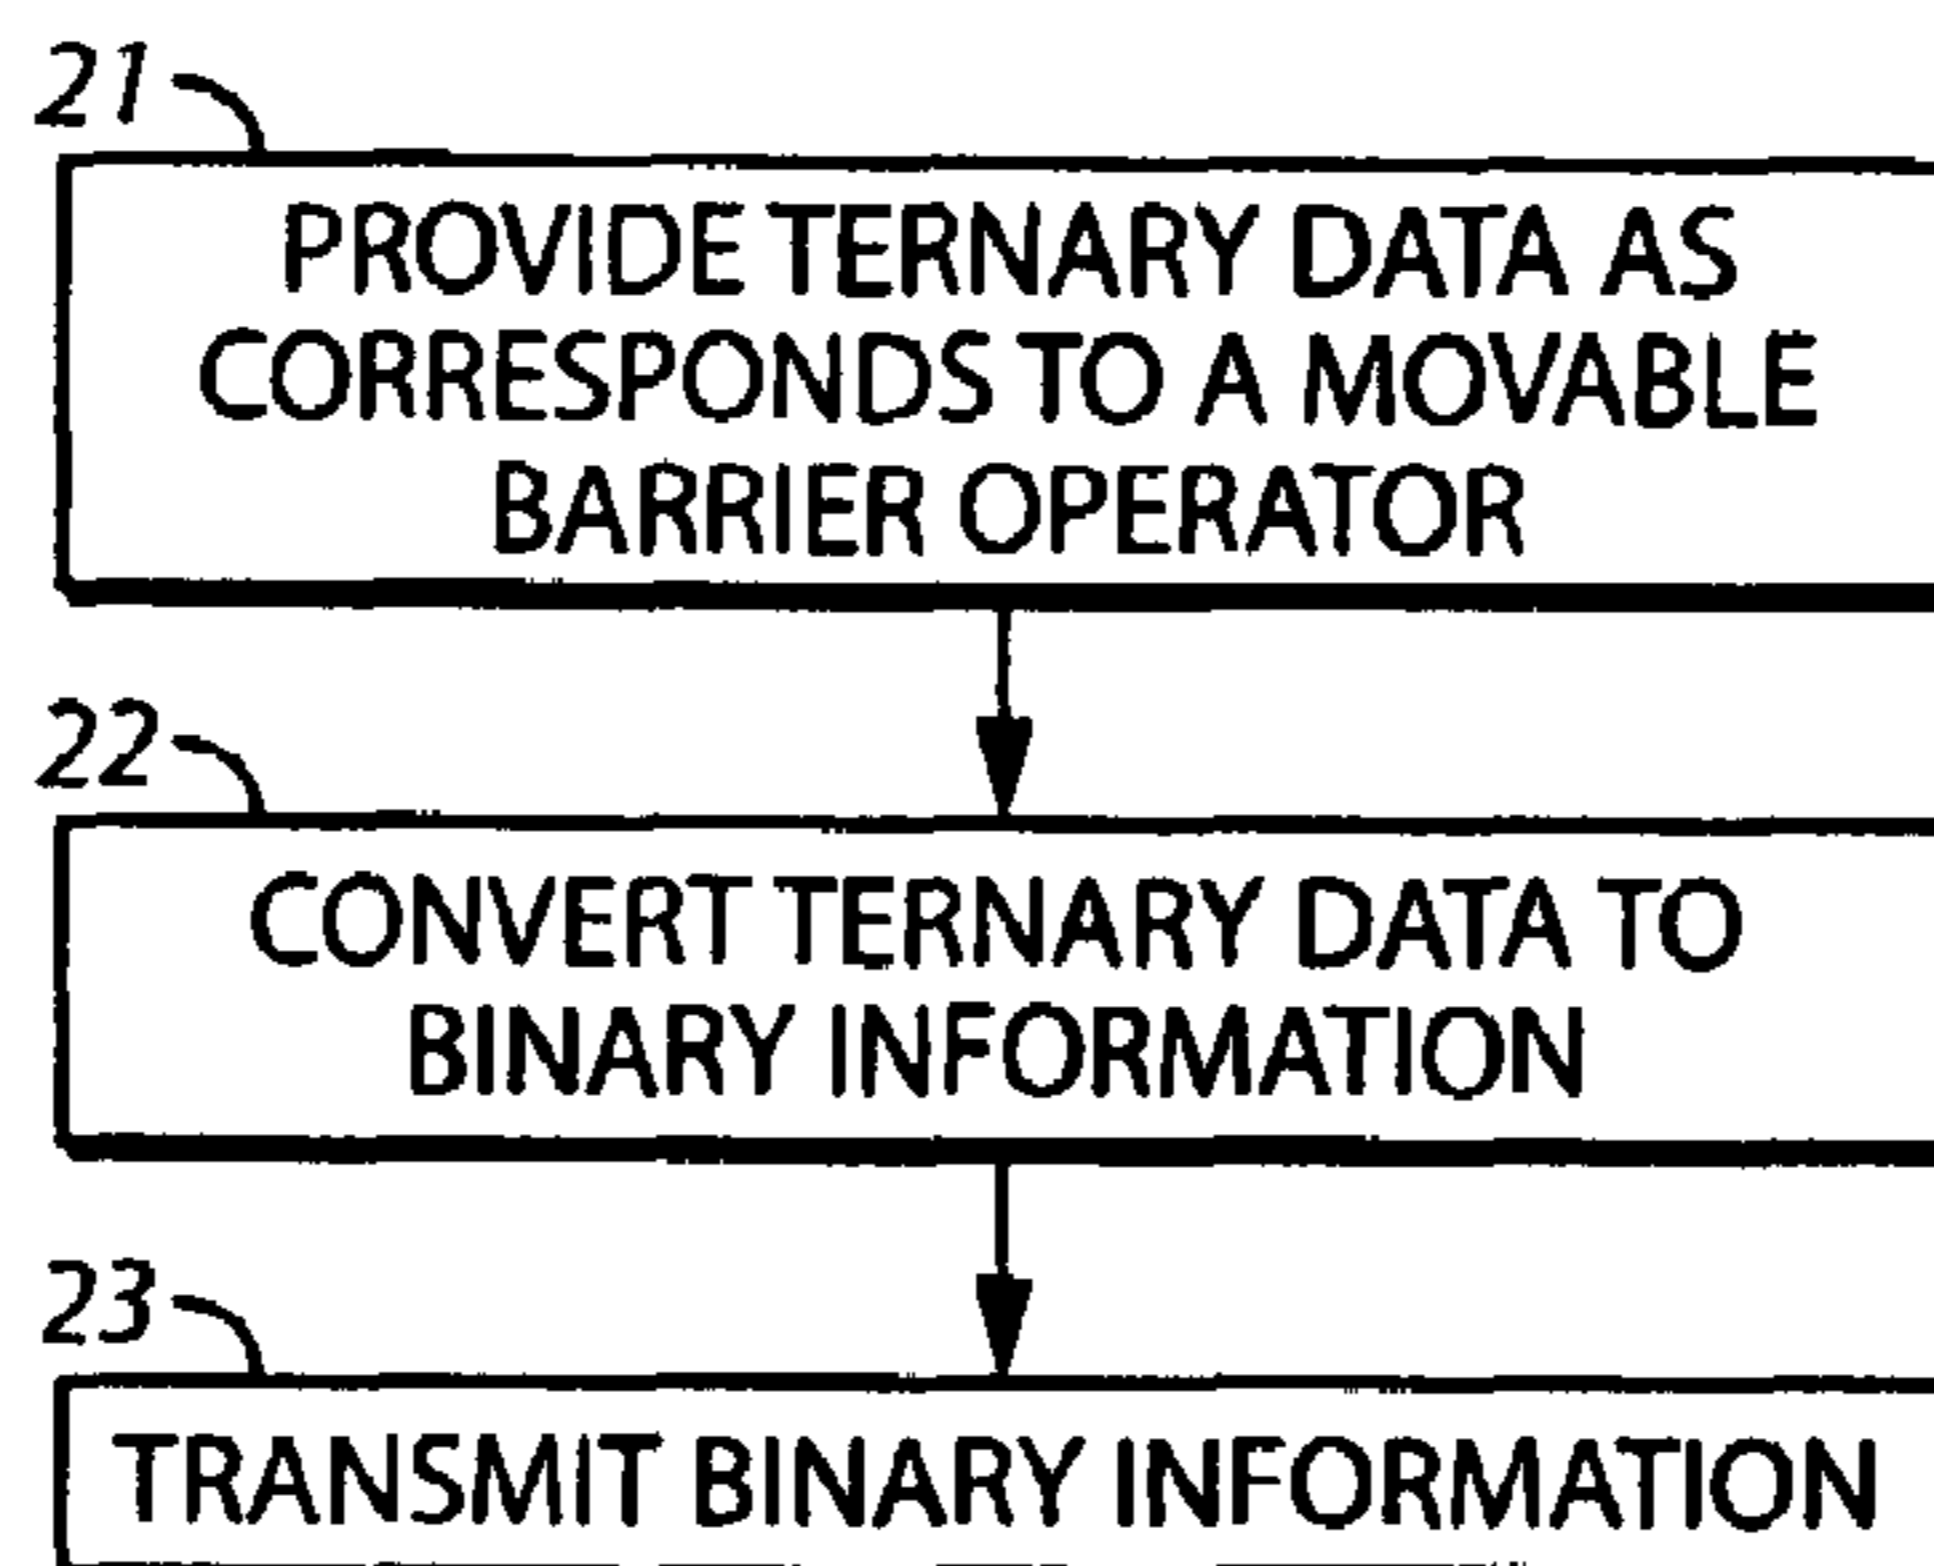 21
PROVIDE TERNARY DATA AS
CORRESPONDS TO A MOVABLE
BARRIER OPERATOR
22
CONVERT TERNARY DATA TO
BINARY INFORMATION
23
TRANSMIT BINARY INFORMATION